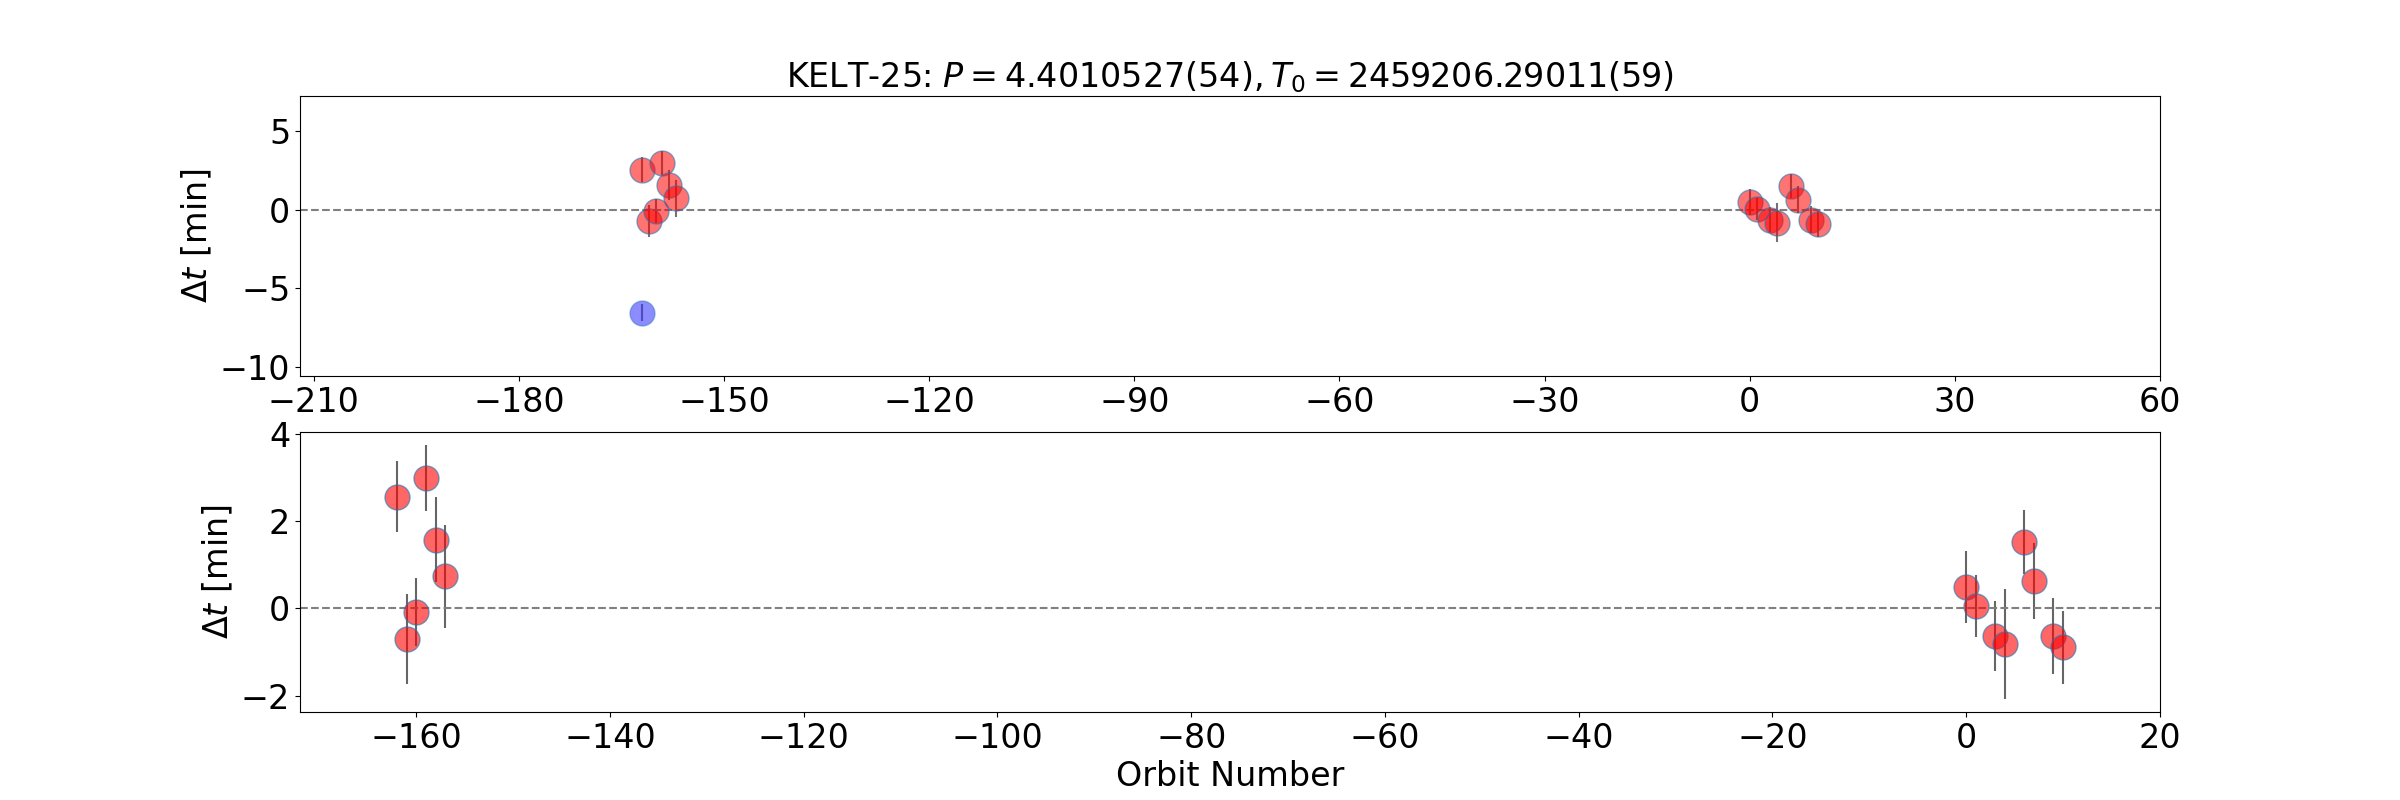 KELT-25: P = 4.4010527(54), T₀ = 2459206.29011(59)
Δt [min]
5
0
−5
−10
−210 −180 −150 −120 −90 −60 −30 0 30 60
Δt [min]
4
2
0
−2
−160 −140 −120 −100 −80 −60 −40 −20 0 20
Orbit Number